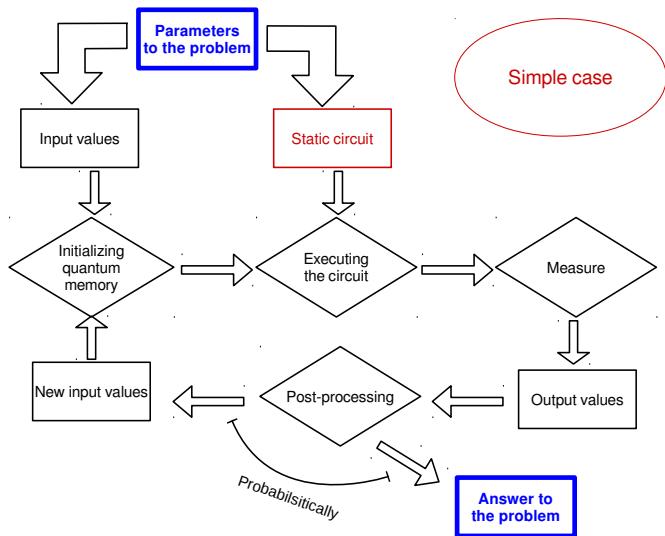 Parameters
to the problem
Simple case
Input values
Static circuit
Initializing
quantum
memory
Executing
the circuit
Measure
New input values
Post-processing
Output values
Probabilsitically
Answer to
the problem